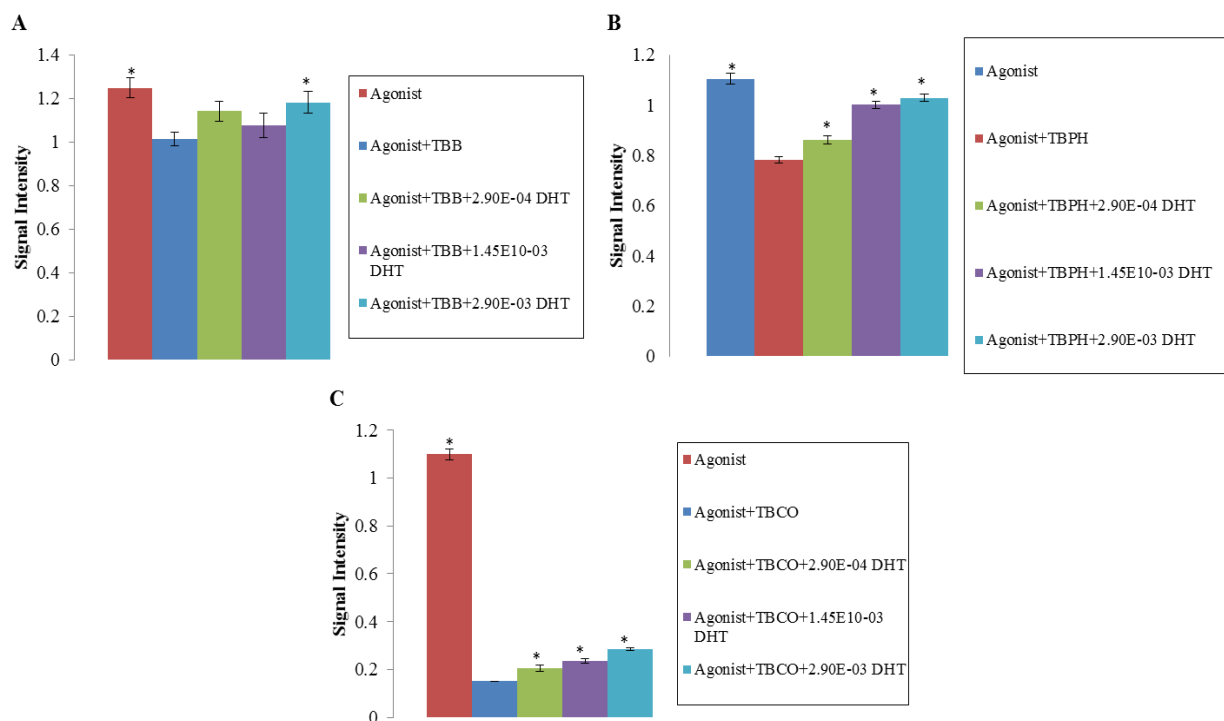 A
Signal Intensity
1.4
1.2
1
0.8
0.6
0.4
0.2
0
*
*
Agonist
Agonist+TBB
Agonist+TBB+2.90E-04 DHT
Agonist+TBB+1.45E10-03
DHT
Agonist+TBB+2.90E-03 DHT
B
Signal Intensity
1.2
1
0.8
0.6
0.4
0.2
0
*
*
*
*
Agonist
Agonist+TBPH
Agonist+TBPH+2.90E-04 DHT
Agonist+TBPH+1.45E10-03 DHT
Agonist+TBPH+2.90E-03 DHT
C
Signal Intensity
1.2
1
0.8
0.6
0.4
0.2
0
*
*
*
*
Agonist
Agonist+TBCO
Agonist+TBCO+2.90E-04 DHT
Agonist+TBCO+1.45E10-03
DHT
Agonist+TBCO+2.90E-03 DHT